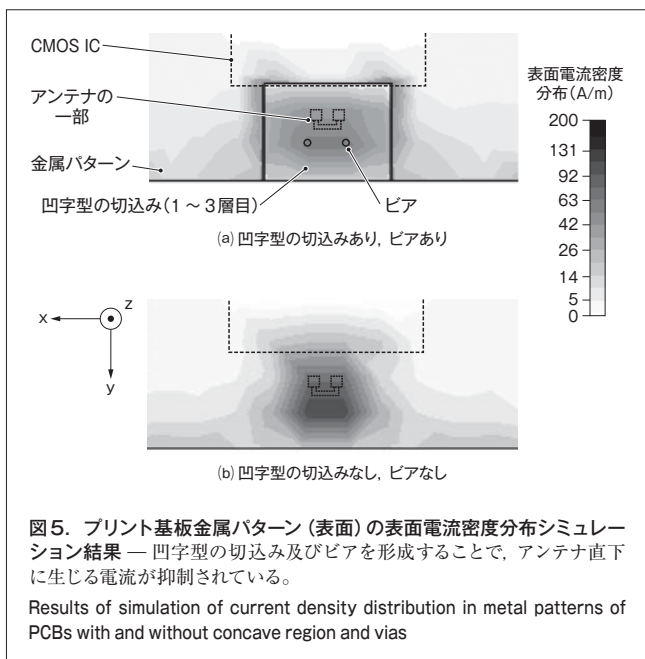 CMOS IC
アンテナの
一部
金属パターン
凹字型の切込み(1～3層目)
ビア
(a)凹字型の切込みあり，ビアあり
表面電流密度
分布(A/m)
200
131
92
63
42
26
14
5
0
x
z
y
(b)凹字型の切込みなし，ビアなし
図5．プリント基板金属パターン(表面)の表面電流密度分布シミュレー
ション結果 — 凹字型の切込み及びビアを形成することで，アンテナ直下
に生じる電流が抑制されている。
Results of simulation of current density distribution in metal patterns of
PCBs with and without concave region and vias